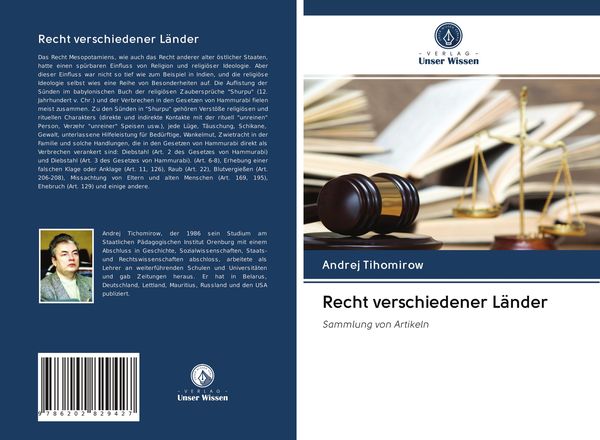 Recht verschiedener Länder
Das Recht Mesopotamiens, wie auch das Recht anderer alter östlicher Staaten,
hatte einen spürbaren Einfluss von Religion und religiöser Ideologie. Aber
dieser Einfluss war nicht so tief wie zum Beispiel in Indien, und die religiöse
Ideologie selbst wies eine Reihe von Besonderheiten auf. Die Auflistung der
Sünden im babylonischen Buch der religiösen Zaubersprüche "Shurpu" (12.
Jahrhundert v. Chr.) und der Verbrechen in den Gesetzen von Hammurabi fielen
meist zusammen. Zu den Sünden in "Shurpu" gehören Verstöße religiösen und
rituellen Charakters (direkte und indirekte Kontakte mit der rituell "unreinen"
Person, Verzehr "unreiner" Speisen usw.), jede Lüge, Täuschung, Schikane,
Gewalt, unterlassene Hilfeleistung für Bedürftige, Wankelmut, Zwietracht in der
Familie und solche Handlungen, die in den Gesetzen von Hammurabi direkt als
Verbrechen verankert sind: Diebstahl (Art. 2 des Gesetzes von Hammurabi)
und Diebstahl (Art. 3 des Gesetzes von Hammurabi). (Art. 6-8), Erhebung einer
falschen Klage oder Anklage (Art. 11, 126), Raub (Art. 22), Blutvergießen (Art.
206-208), Missachtung von Eltern und alten Menschen (Art. 169, 195),
Ehebruch (Art. 129) und einige andere.
Andrej Tichomirow, der 1986 sein Studium am
Staatlichen Pädagogischen Institut Orenburg mit einem
Abschluss in Geschichte, Sozialwissenschaften, Staats-
und Rechtswissenschaften abschloss, arbeitete als
Lehrer an weiterführenden Schulen und Universitäten
und gab Zeitungen heraus. Er hat in Belarus,
Deutschland, Lettland, Mauritius, Russland und den USA
publiziert.
9 786202 829427
VERLAG
Unser Wissen
VERLAG
Unser Wissen
Andrej Tihomirow
Recht verschiedener Länder
Sammlung von Artikeln